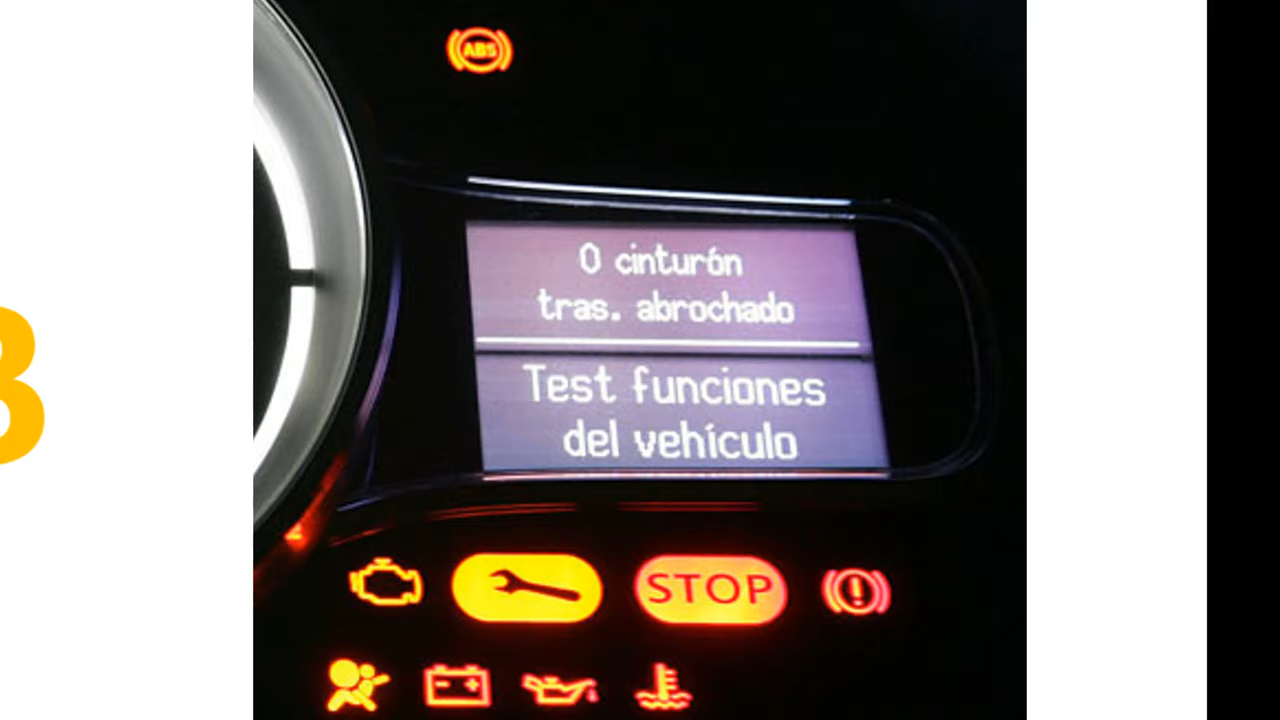 ABS
0 cinturón
tras. abrochado
Test funciones
del vehículo
STOP